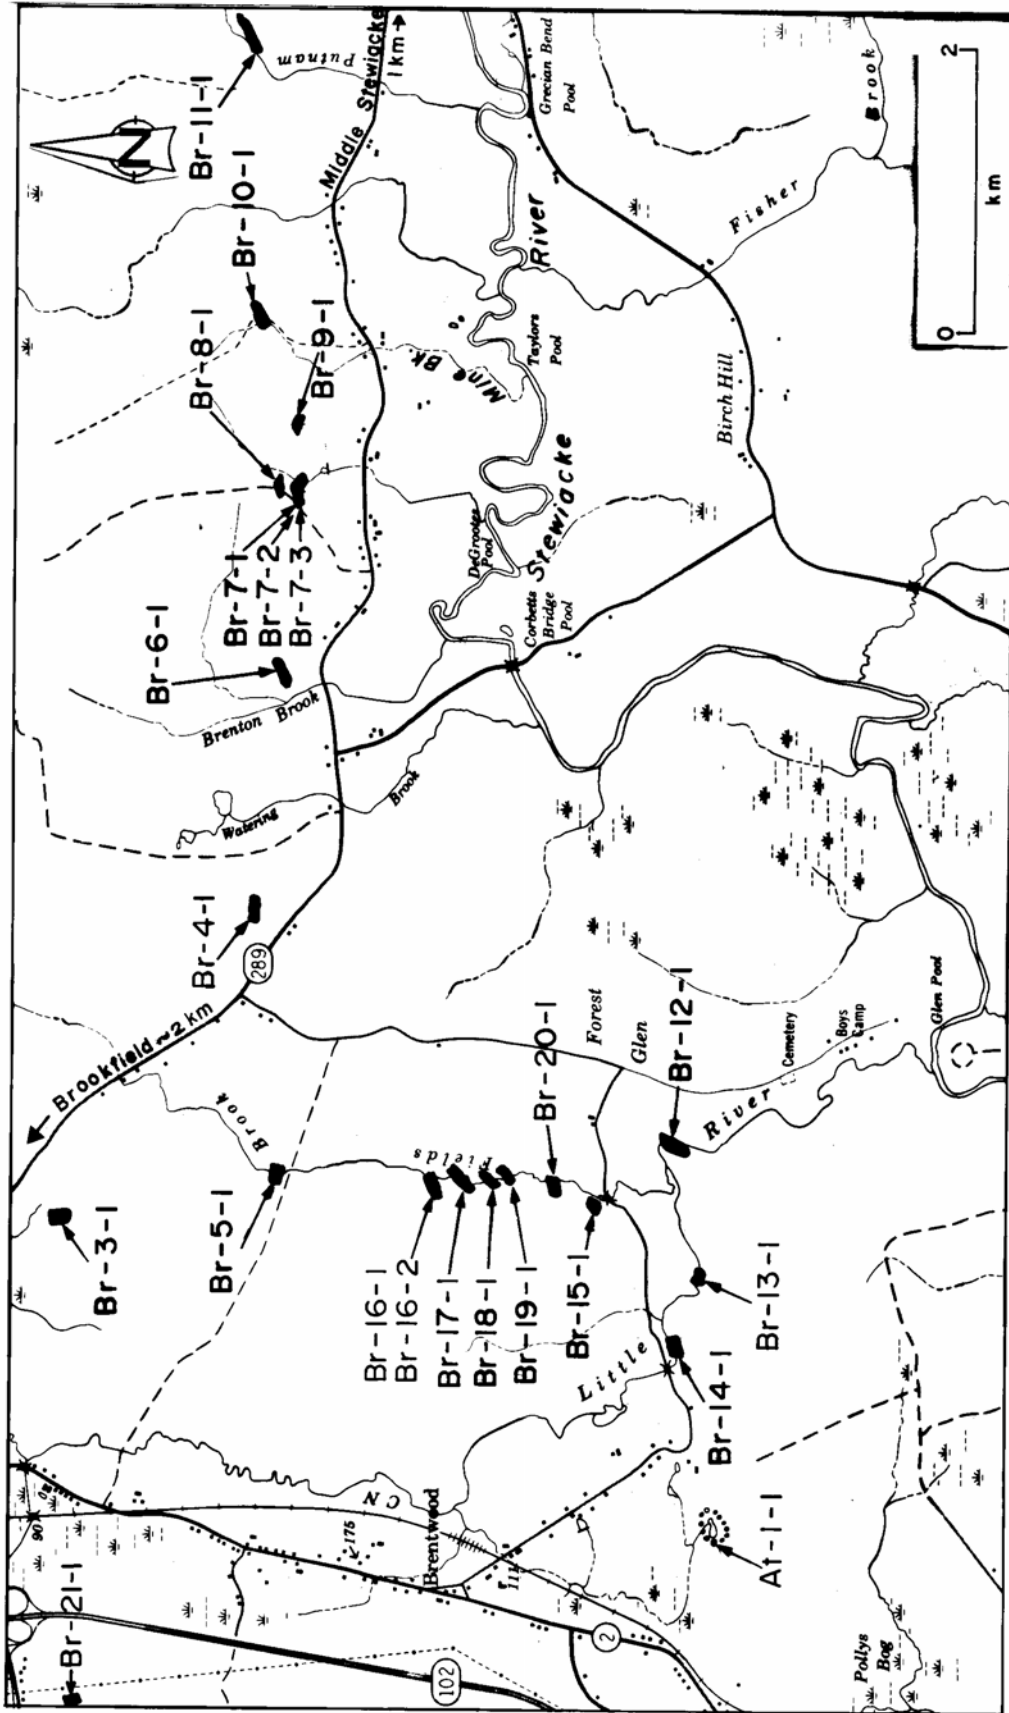 Br-21-1
Br-3-1
Brookfield ~ 2 km
Br-4-1
289
Br-6-1
Br-7-1
Br-7-2
Br-7-3
Br-8-1
Br-9-1
Br-10-1
Br-11-1
N
Putnam
Middle Stewiacke
1 km
90
Br-5-1
Brook
Fields
Watering
Brook
Brenton Brook
Mine Bk
CN
175
Brentwood
Br-16-1
Br-16-2
Br-17-1
Br-18-1
Br-19-1
Br-15-1
Br-20-1
Forest
Glen
DeGrootes
Pool
Corbetts
Bridge
Pool
Stewiacke
River
Taylors
Pool
Grecian Bend
Pool
102
2
111
Little
River
Br-12-1
Br-13-1
Br-14-1
At-1-1
Cemetery
Boys
Camp
Glen Pool
Birch Hill
Fisher
Brook
Pollys
Bog
0
2
km